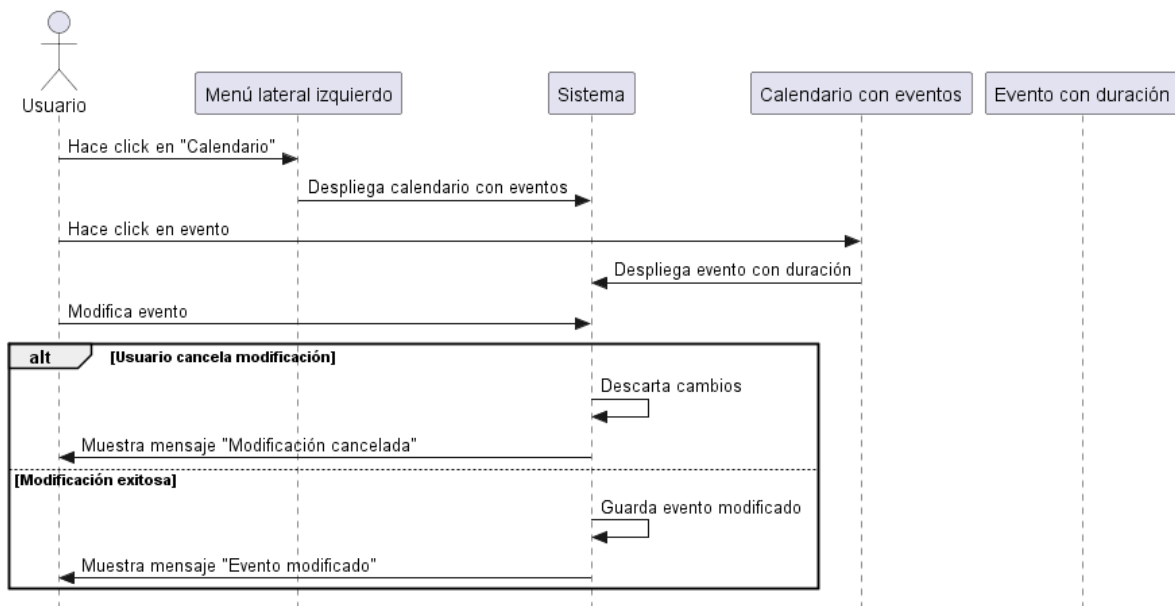 Usuario
Menú lateral izquierdo
Sistema
Calendario con eventos
Evento con duración
Hace click en "Calendario"
Despliega calendario con eventos
Hace click en evento
Despliega evento con duración
Modifica evento
alt [Usuario cancela modificación]
Descarta cambios
Muestra mensaje "Modificación cancelada"
[Modificación exitosa]
Guarda evento modificado
Muestra mensaje "Evento modificado"